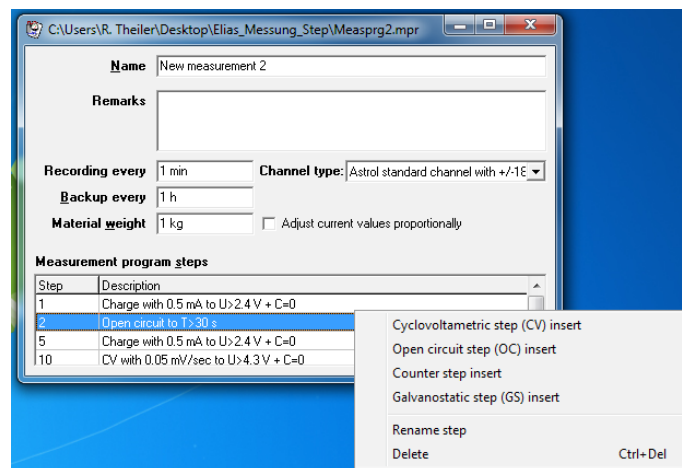 C:\Users\R. Theiler\Desktop\Elias_Messung_Step\Measprg2.mpr
Name New measurement 2
Remarks
Recording every 1 min Channel type: Astrol standard channel with +/-18
Backup every 1 h
Material weight 1 kg Adjust current values proportionally
Measurement program steps
Step Description
1 Charge with 0.5 mA to U>2.4 V + C=0
2 Open circuit to T>30 s
5 Charge with 0.5 mA to U>2.4 V + C=0
10 CV with 0.05 mV/sec to U>4.3 V + C=0
Cyclovoltametric step (CV) insert
Open circuit step (OC) insert
Counter step insert
Galvanostatic step (GS) insert
Rename step
Delete Ctrl+Del